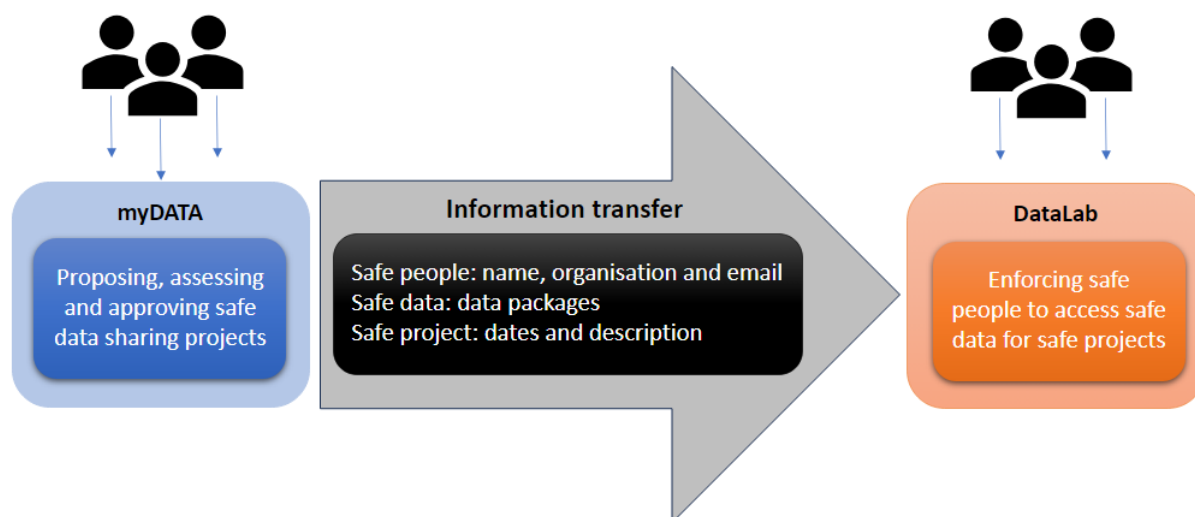 myDATA
Proposing, assessing
and approving safe
data sharing projects
Information transfer
Safe people: name, organisation and email
Safe data: data packages
Safe project: dates and description
DataLab
Enforcing safe
people to access safe
data for safe projects